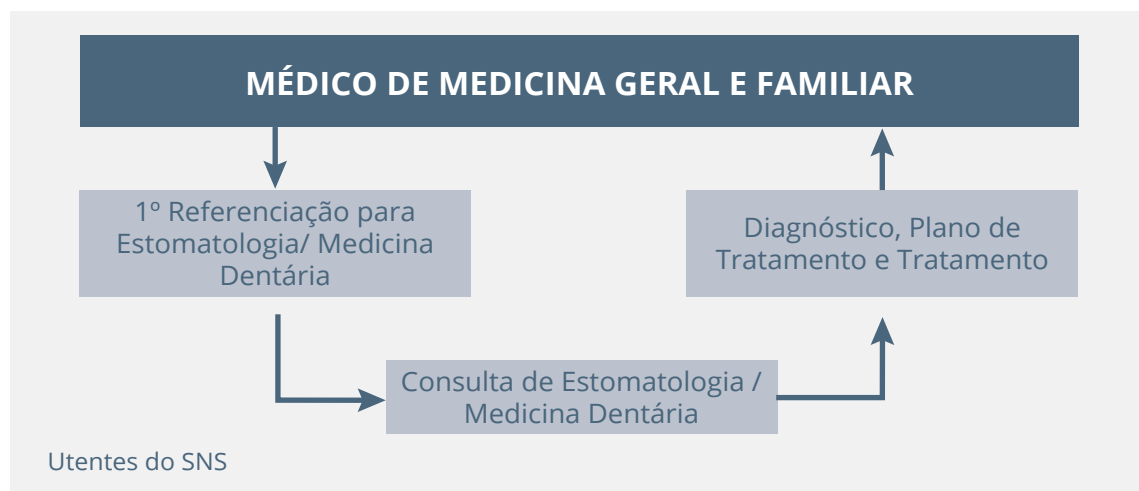 MÉDICO DE MEDICINA GERAL E FAMILIAR
1º Referenciação para
Estomatologia/ Medicina
Dentária
Diagnóstico, Plano de
Tratamento e Tratamento
Consulta de Estomatologia /
Medicina Dentária
Utentes do SNS